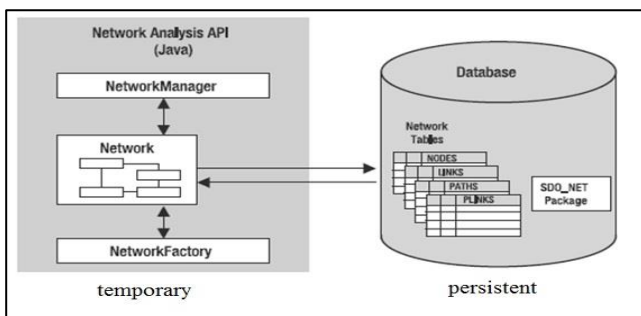 Network Analysis API
(Java)
NetworkManager
Network
NetworkFactory
temporary
Database
Network
Tables
NODES
LINKS
PATHS
PLINKS
SDO_NET
Package
persistent